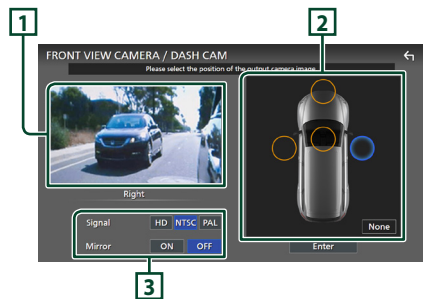 1
2
FRONT VIEW CAMERA / DASH CAM
Please select the position of the output camera image.
Right
Signal HD NTSC PAL
Mirror ON OFF
None
Enter
3